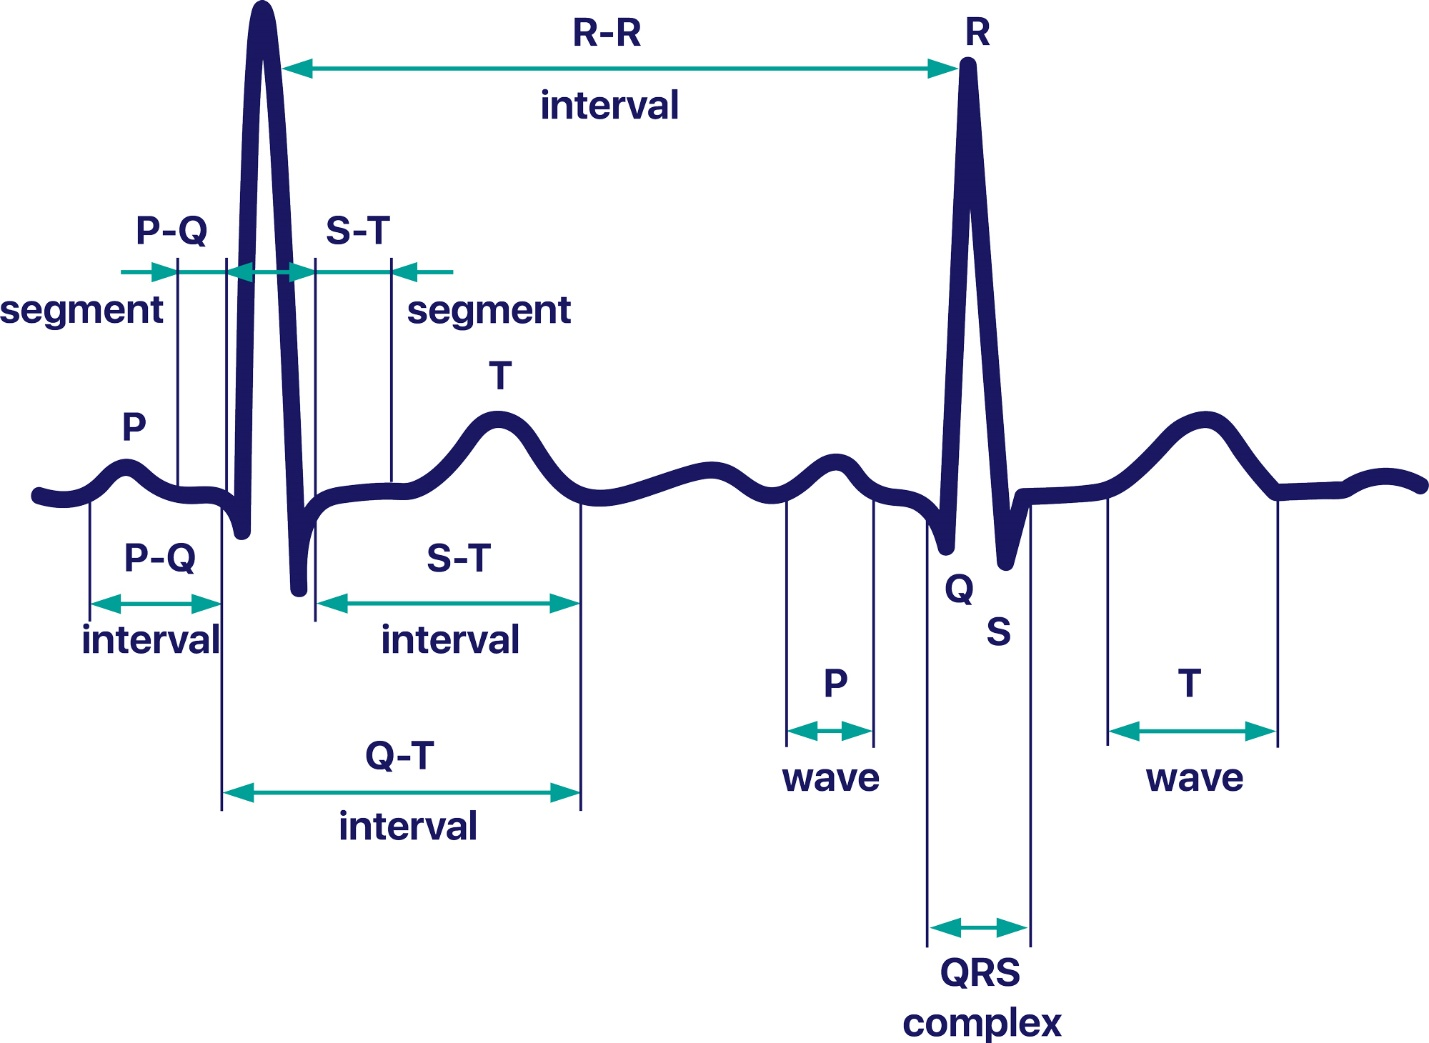 R-R
interval
R
P-Q
segment
S-T
segment
P
T
P-Q
interval
S-T
interval
Q-T
interval
P
wave
Q
S
T
wave
QRS
complex